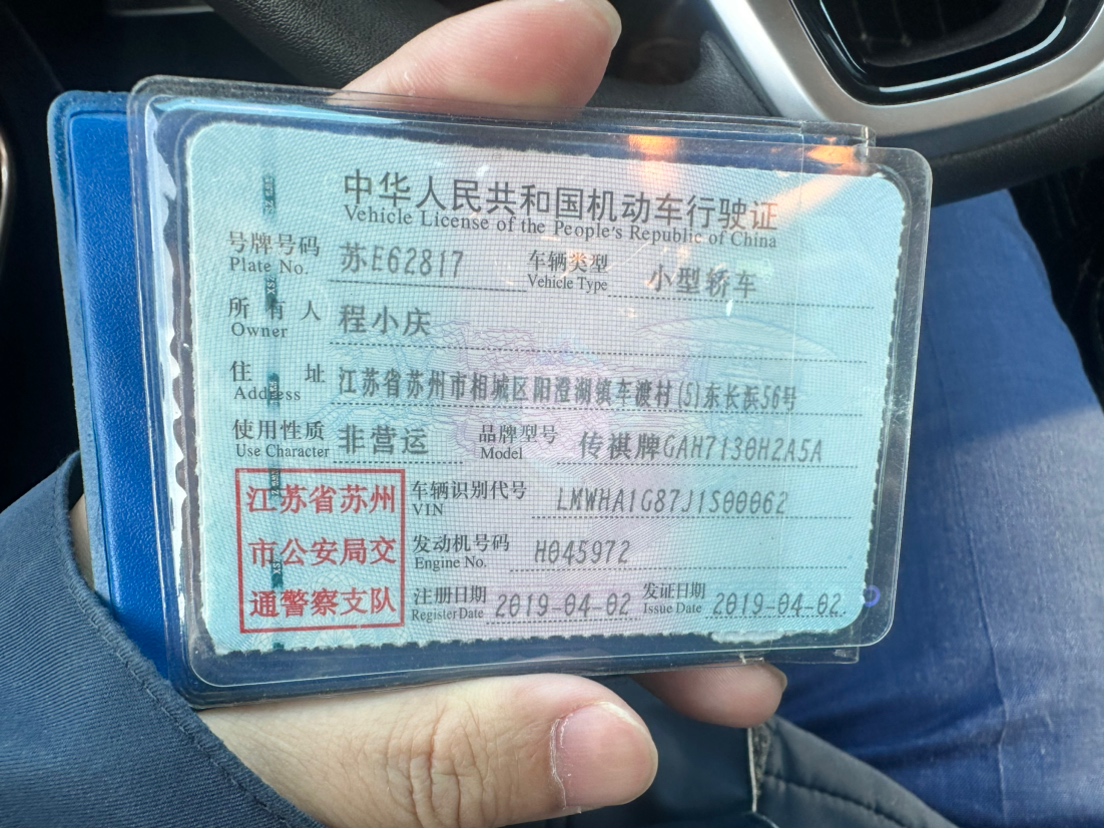 中华人民共和国机动车行驶证
Vehicle License of the People's Republic of China
号牌号码 苏E62817 车辆类型 小型轿车
Plate No. Vehicle Type
所有人 程小庆
Owner
住址 江苏省苏州市相城区阳澄湖镇车渡村(5)东长浜56号
Address
使用性质 非营运 品牌型号 传祺牌GAH7130H2A5A
Use Character Model
江苏省苏州
市公安局交
通警察支队
车辆识别代号 LMWHA1G87J1S00062
VIN
发动机号码 H045972
Engine No.
注册日期 2019-04-02 发证日期 2019-04-02
Register Date Issue Date